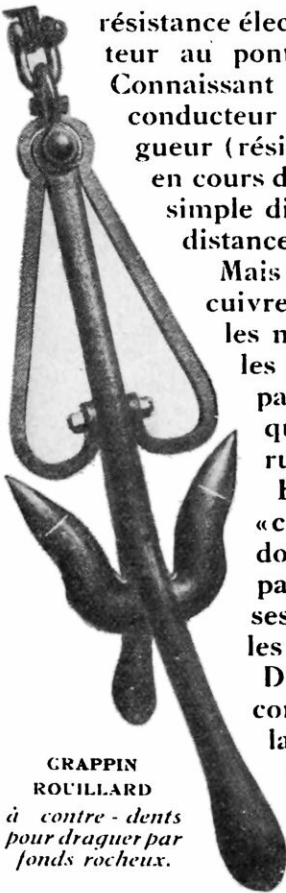 résistance élec
teur au pont
Connaissant
conducteur
gueur (résis
en cours d
simple di
distance
Mais
cuivre
les n
les
pa
qu
ru
«c
do
pa
ses
les
D
co
la
GRAPPIN
ROUILLARD
à contre-dents
pour draguer par
fonds rocheux.